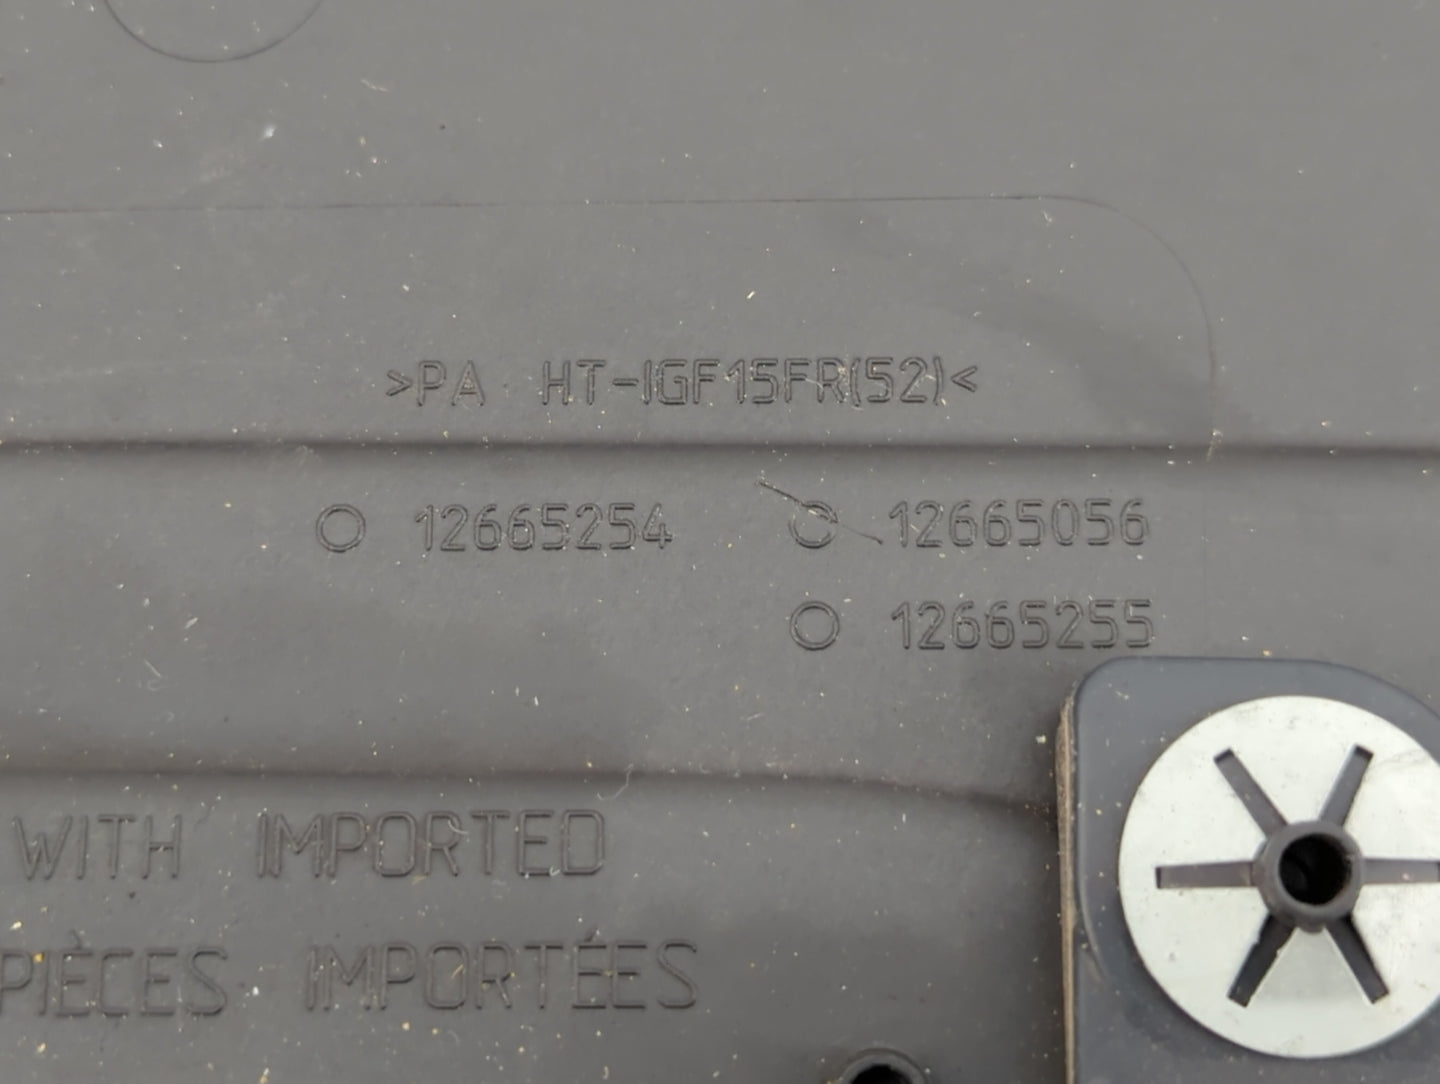 >PA HT-IGF15FR(52)<
12665254 12665056
12665255
WITH IMPORTED
PIÈCES IMPORTÉES